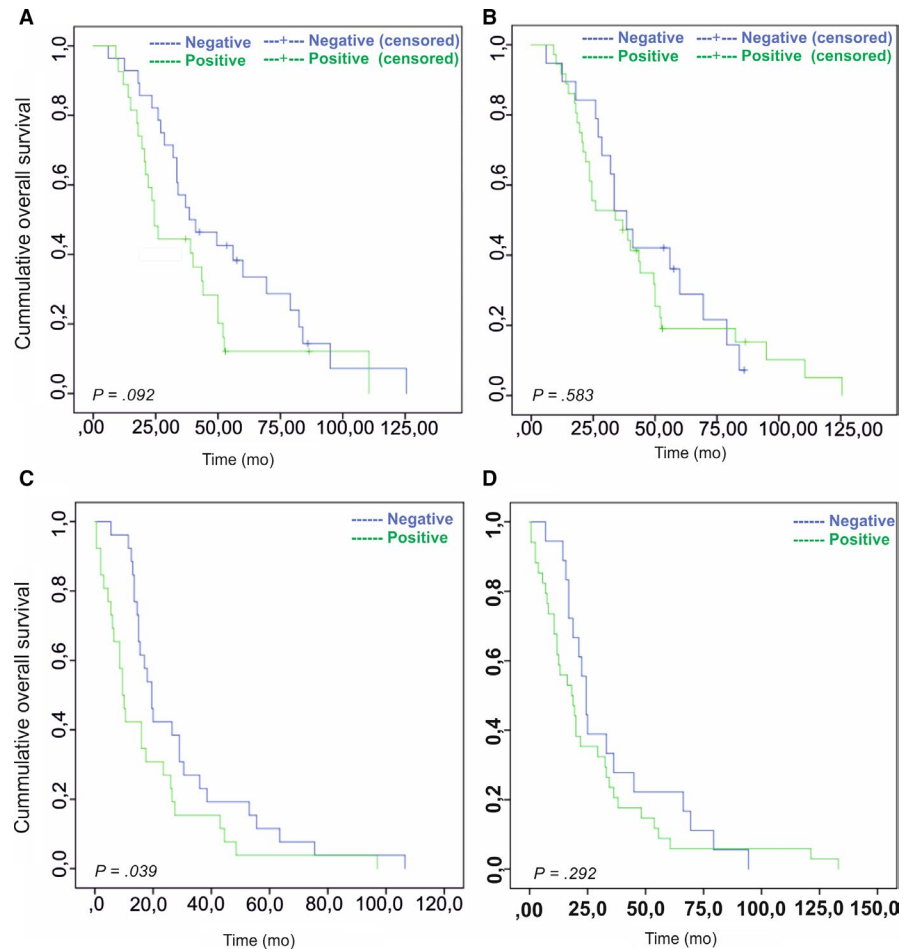 A
Negative Negative (censored)
Positive Positive (censored)
Cummulative overall survival
1,0
0,8
0,6
0,4
0,2
0,0
P = .092
,00 25,00 50,00 75,00 100,00 125,00
Time (mo)
B
Negative Negative (censored)
Positive Positive (censored)
1,0
0,8
0,6
0,4
0,2
0,0
P = .583
,00 25,00 50,00 75,00 100,00 125,00
Time (mo)
C
Negative
Positive
Cummulative overall survival
1,0
0,8
0,6
0,4
0,2
0,0
P = .039
,0 20,0 40,0 60,0 80,0 100,0 120,0
Time (mo)
D
Negative
Positive
1,0
0,8
0,6
0,4
0,2
0,0
P = .292
,00 25,0 50,0 75,0 100,0 125,0 150,0
Time (mo)